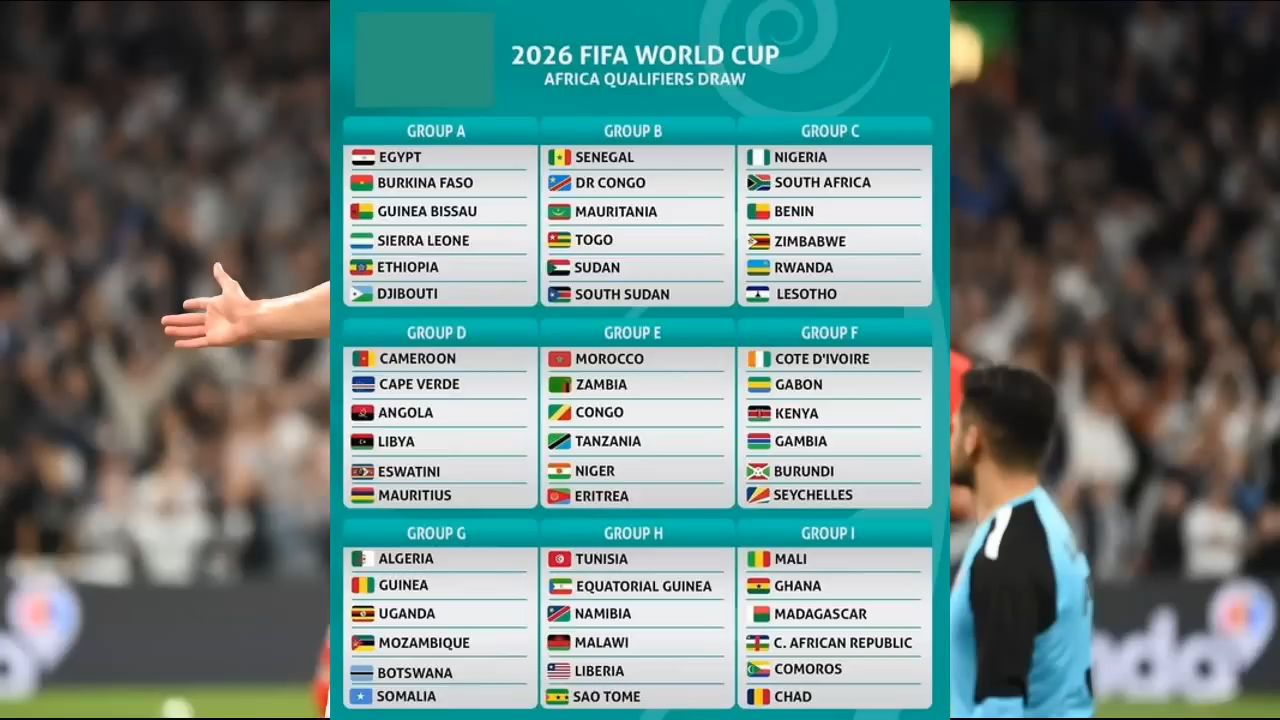 2026 FIFA WORLD CUP
AFRICA QUALIFIERS DRAW
GROUP A
EGYPT
BURKINA FASO
GUINEA BISSAU
SIERRA LEONE
ETHIOPIA
DJIBOUTI
GROUP B
SENEGAL
DR CONGO
MAURITANIA
TOGO
SUDAN
SOUTH SUDAN
GROUP C
NIGERIA
SOUTH AFRICA
BENIN
ZIMBABWE
RWANDA
LESOTHO
GROUP D
CAMEROON
CAPE VERDE
ANGOLA
LIBYA
ESWATINI
MAURITIUS
GROUP E
MOROCCO
ZAMBIA
CONGO
TANZANIA
NIGER
ERITREA
GROUP F
COTE D'IVOIRE
GABON
KENYA
GAMBIA
BURUNDI
SEYCHELLES
GROUP G
ALGERIA
GUINEA
UGANDA
MOZAMBIQUE
BOTSWANA
SOMALIA
GROUP H
TUNISIA
EQUATORIAL GUINEA
NAMIBIA
MALAWI
LIBERIA
SAO TOME
GROUP I
MALI
GHANA
MADAGASCAR
C. AFRICAN REPUBLIC
COMOROS
CHAD